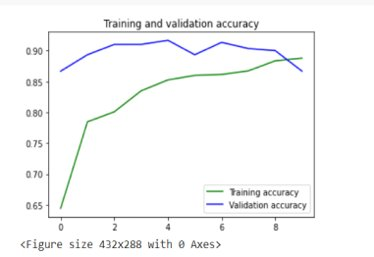 Training and validation accuracy
0.90
0.85
0.80
0.75
0.70
0.65
0 2 4 6 8
Training accuracy
Validation accuracy
<Figure size 432x288 with 0 Axes>